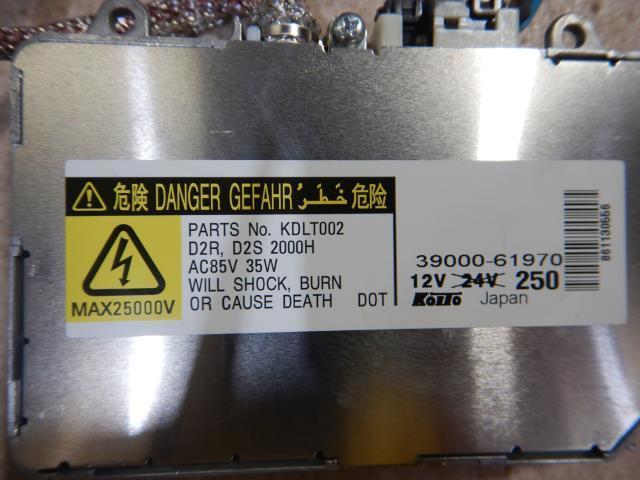 危険 DANGER GEFAHR خَطَرْ 危险
PARTS No. KDLT002
D2R, D2S 2000H
AC85V 35W
WILL SHOCK, BURN
OR CAUSE DEATH DOT
MAX25000V
39000-61970
12V 24V 250
KOITO Japan
861130556